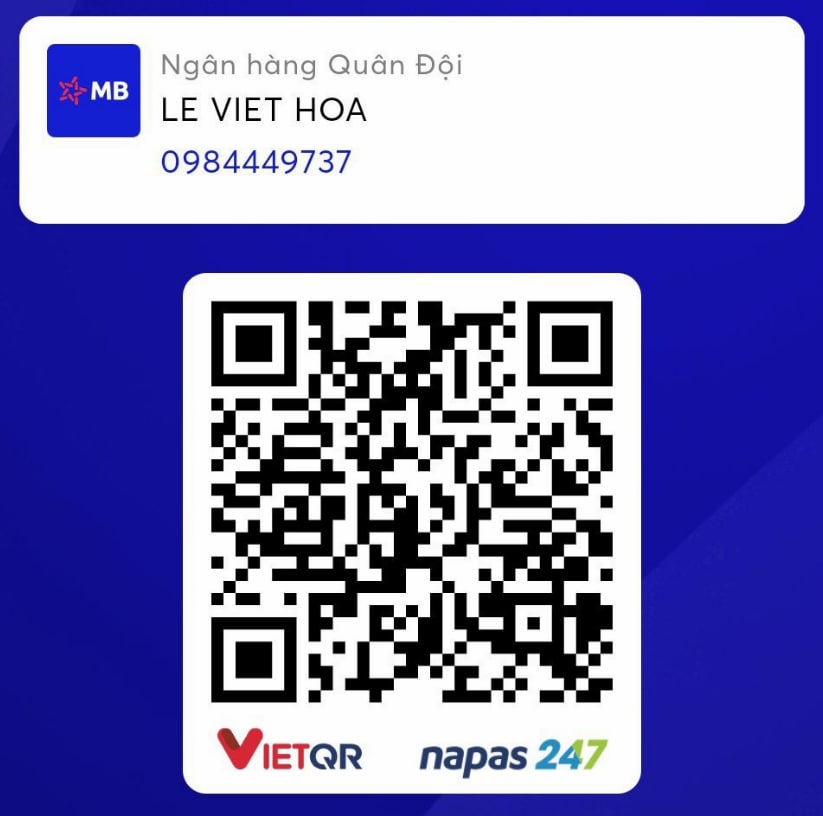 MB
Ngân hàng Quân Đội
LE VIET HOA
0984449737
VIETQR
napas 247